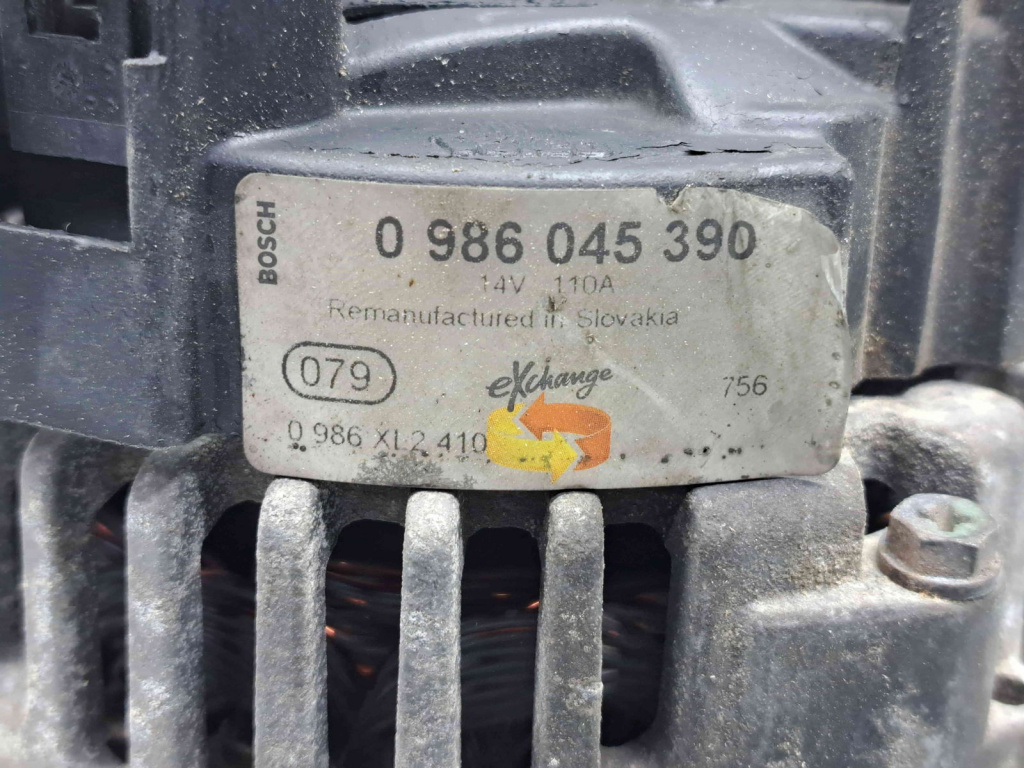 BOSCH
0 986 045 390
14V 110A
Remanufactured in Slovakia
079
eXchange
756
0 986 XL2 410